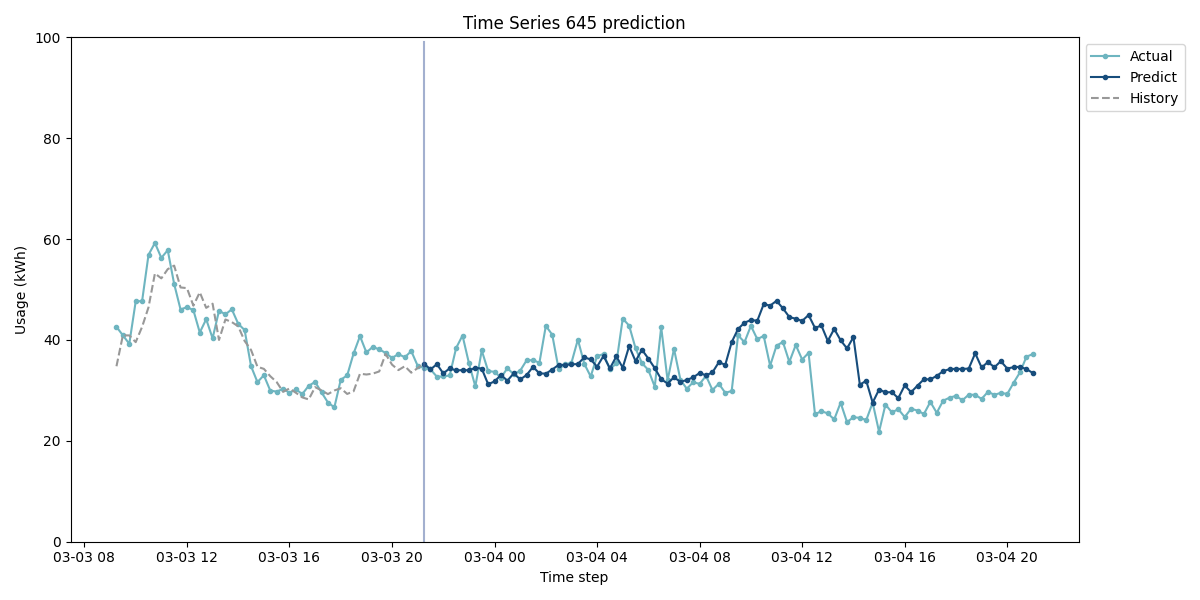 Time Series 645 prediction
100
80
60
40
20
0
Usage (kWh)
03-03 08
03-03 12
03-03 16
03-03 20
03-04 00
03-04 04
03-04 08
03-04 12
03-04 16
03-04 20
Time step
Actual
Predict
History